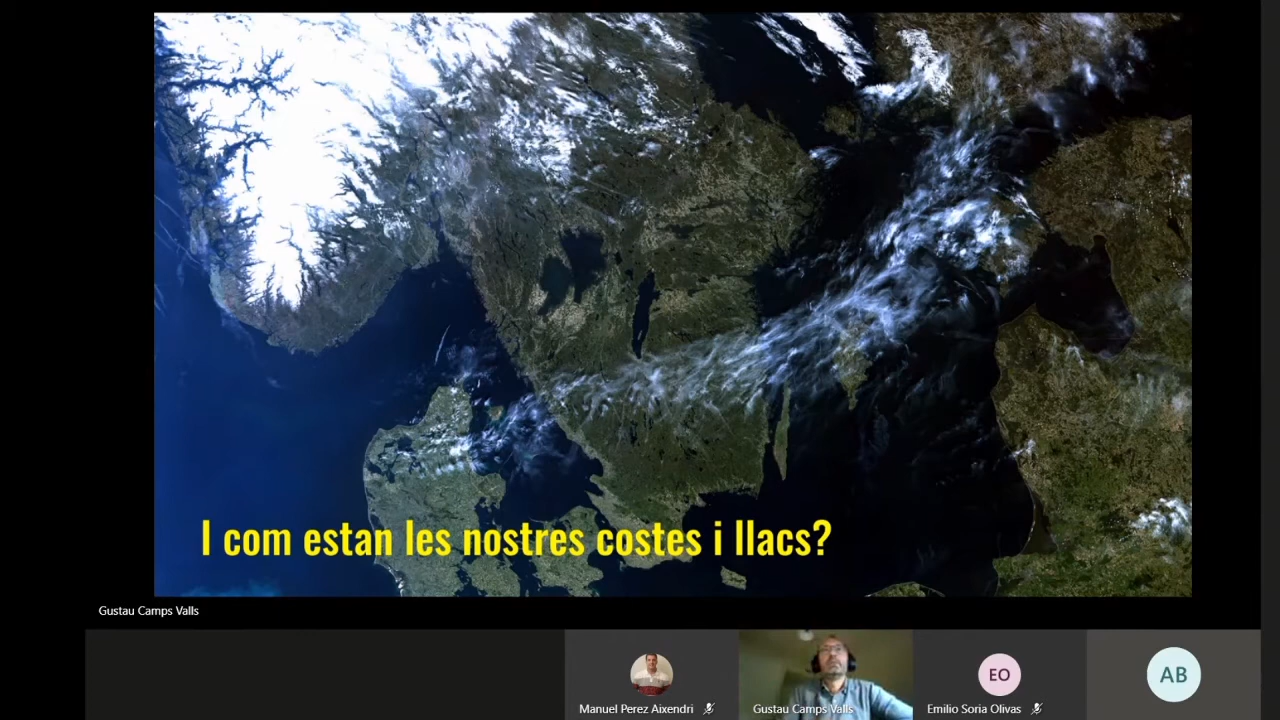 I com estan les nostres costes i llacs?
Gustau Camps Valls
Manuel Perez Aixendri
Gustau Camps Valls
EO
Emilio Soria Olivas
AB